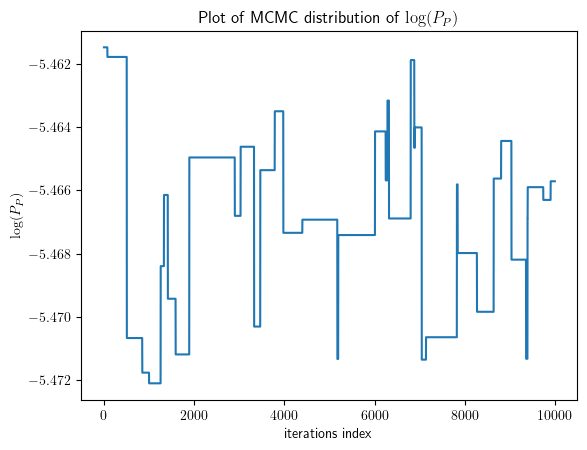 Plot of MCMC distribution of log(P_P)
−5.462
−5.464
−5.466
−5.468
−5.470
−5.472
log(P_P)
0 2000 4000 6000 8000 10000
iterations index